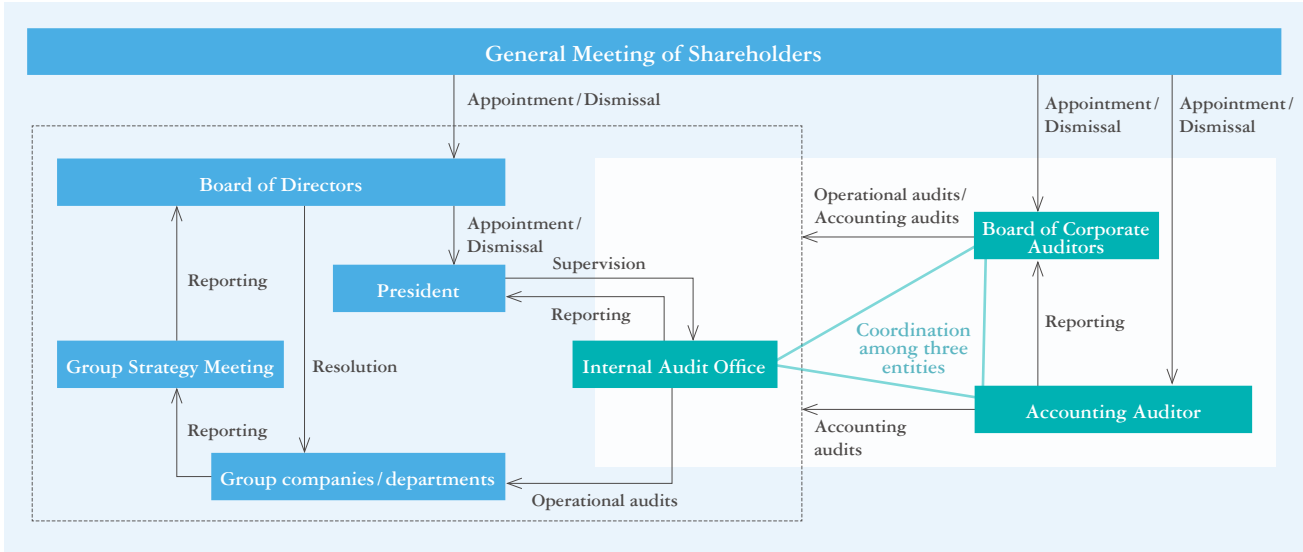 General Meeting of Shareholders
Appointment / Dismissal
Appointment /
Dismissal
Appointment /
Dismissal
Board of Directors
Operational audits/
Accounting audits
Board of Corporate
Auditors
Appointment /
Dismissal
Supervision
Reporting
President
Reporting
Reporting
Coordination
among three
entities
Group Strategy Meeting
Resolution
Internal Audit Office
Accounting Auditor
Reporting
Accounting
audits
Group companies / departments
Operational audits